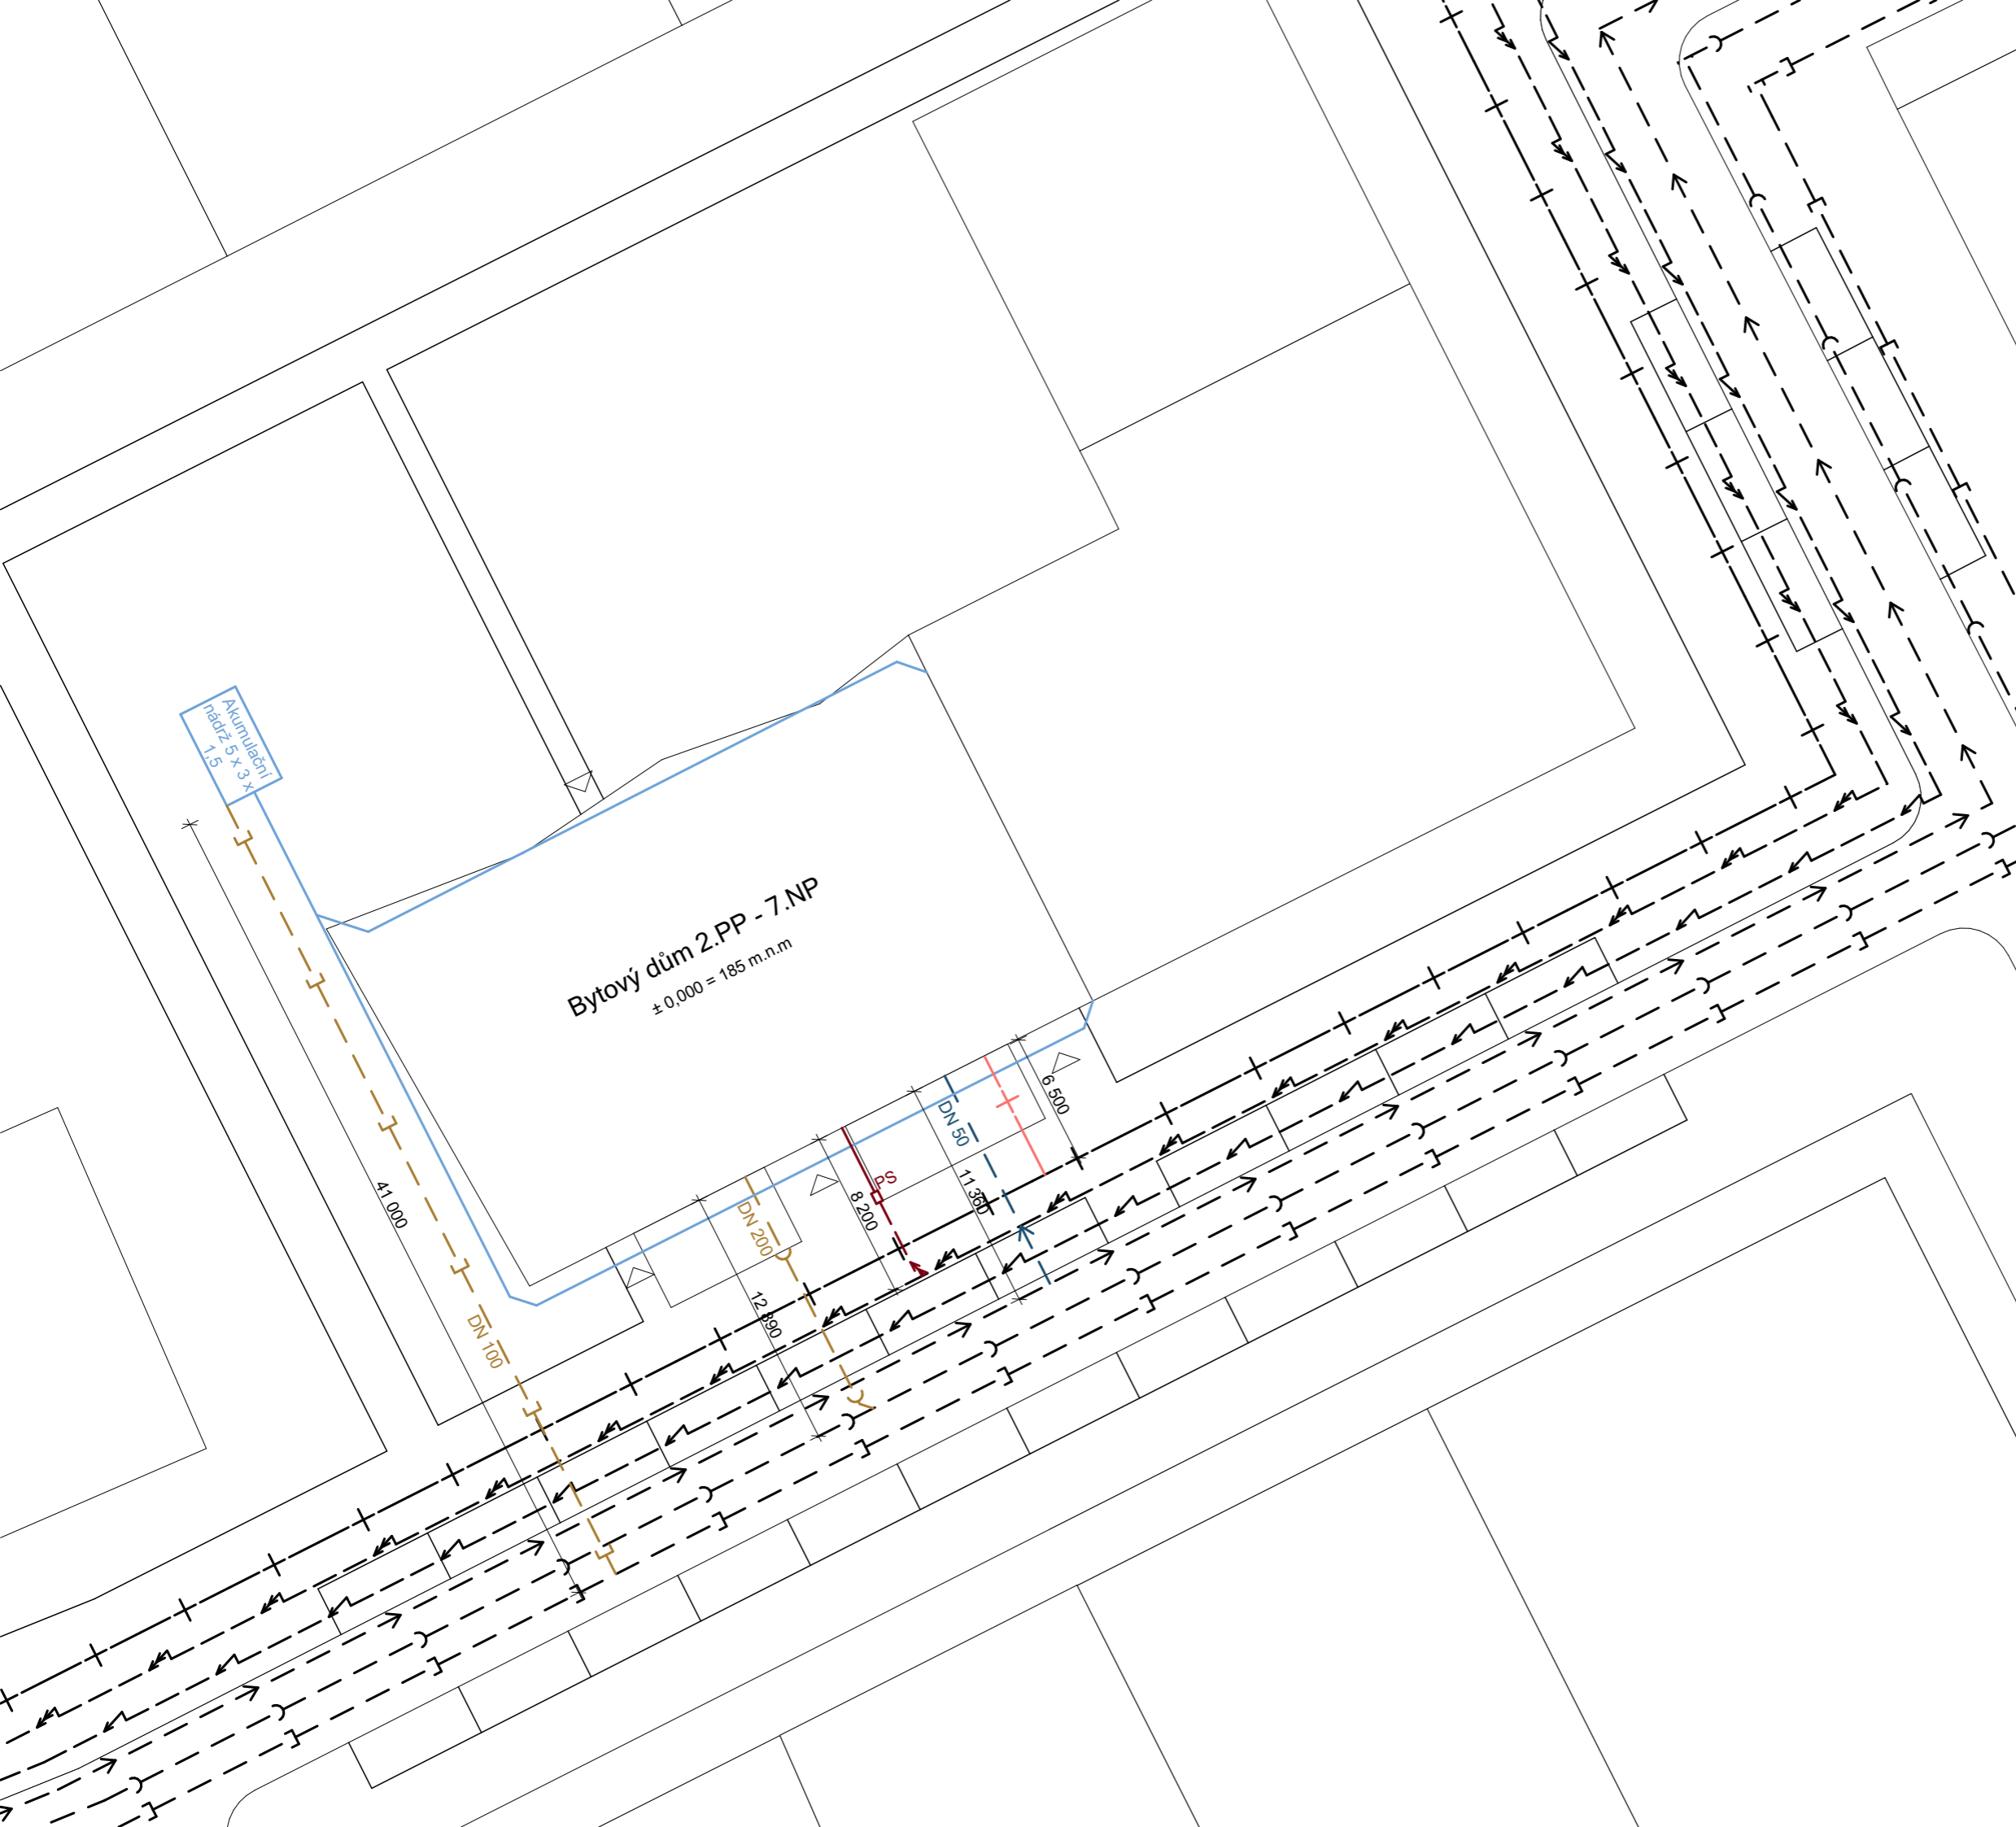 Akumulační
nádrž 5 x 3 x
1,5
Bytový dům 2.PP - 7.NP
± 0,000 = 185 m.n.m
41 000
DN 100
DN 200
12 890
PS
8 200
DN 50
11 360
6 500